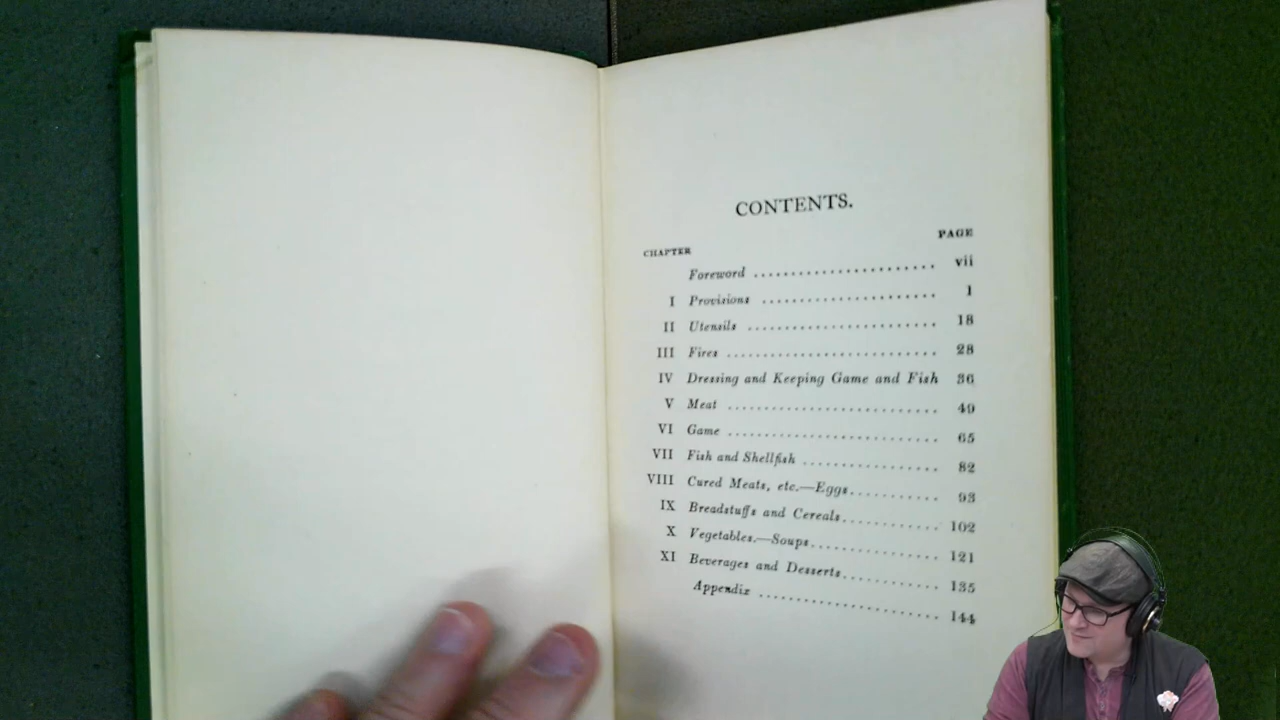 CONTENTS.
CHAPTER PAGE
Foreword ........................ vii
I Provisions ....................... 1
II Utensils ......................... 18
III Fires ............................ 28
IV Dressing and Keeping Game and Fish 36
V Meat ............................ 49
VI Game ............................ 65
VII Fish and Shellfish .................. 82
VIII Cured Meats, etc.—Eggs............ 93
IX Breadstuffs and Cereals............. 102
X Vegetables.—Soups................. 121
XI Beverages and Desserts............. 135
Appendix ........................ 144